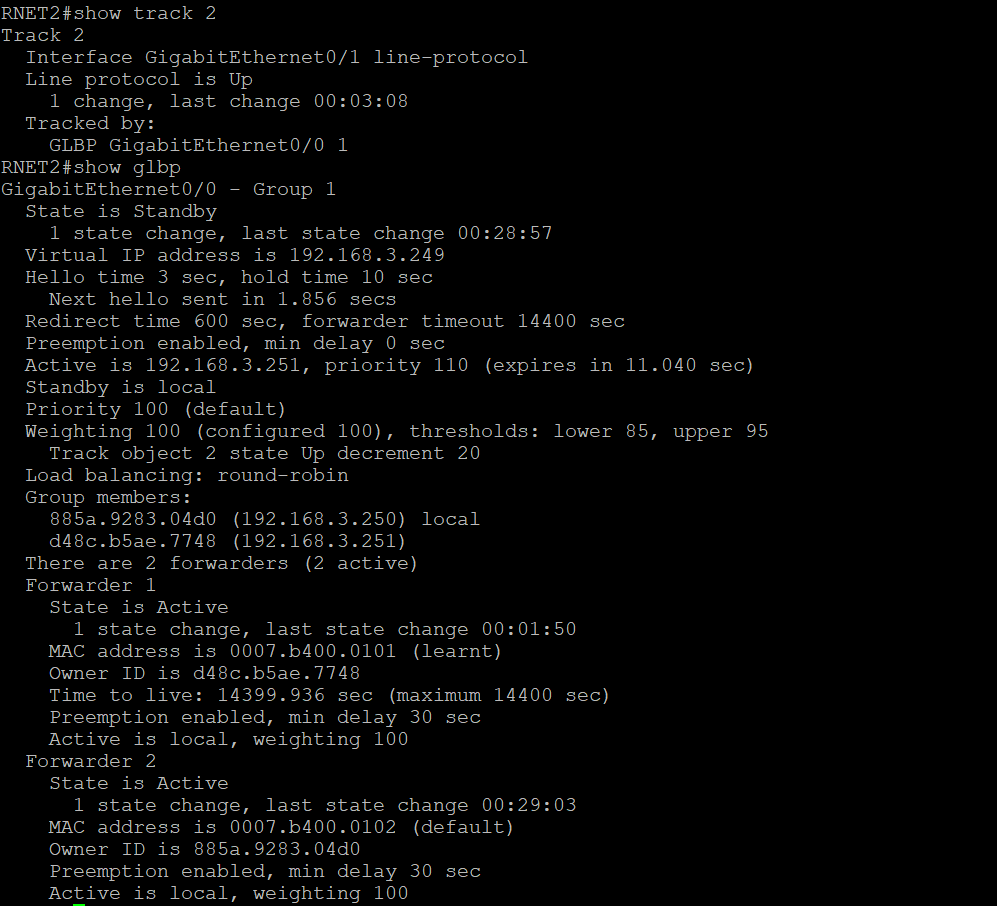 RNET2#show track 2
Track 2
  Interface GigabitEthernet0/1 line-protocol
  Line protocol is Up
    1 change, last change 00:03:08
  Tracked by:
    GLBP GigabitEthernet0/0 1
RNET2#show glbp
GigabitEthernet0/0 - Group 1
  State is Standby
    1 state change, last state change 00:28:57
  Virtual IP address is 192.168.3.249
  Hello time 3 sec, hold time 10 sec
    Next hello sent in 1.856 secs
  Redirect time 600 sec, forwarder timeout 14400 sec
  Preemption enabled, min delay 0 sec
  Active is 192.168.3.251, priority 110 (expires in 11.040 sec)
  Standby is local
  Priority 100 (default)
  Weighting 100 (configured 100), thresholds: lower 85, upper 95
    Track object 2 state Up decrement 20
  Load balancing: round-robin
  Group members:
    885a.9283.04d0 (192.168.3.250) local
    d48c.b5ae.7748 (192.168.3.251)
  There are 2 forwarders (2 active)
  Forwarder 1
    State is Active
      1 state change, last state change 00:01:50
    MAC address is 0007.b400.0101 (learnt)
    Owner ID is d48c.b5ae.7748
    Time to live: 14399.936 sec (maximum 14400 sec)
    Preemption enabled, min delay 30 sec
    Active is local, weighting 100
  Forwarder 2
    State is Active
      1 state change, last state change 00:29:03
    MAC address is 0007.b400.0102 (default)
    Owner ID is 885a.9283.04d0
    Preemption enabled, min delay 30 sec
    Active is local, weighting 100